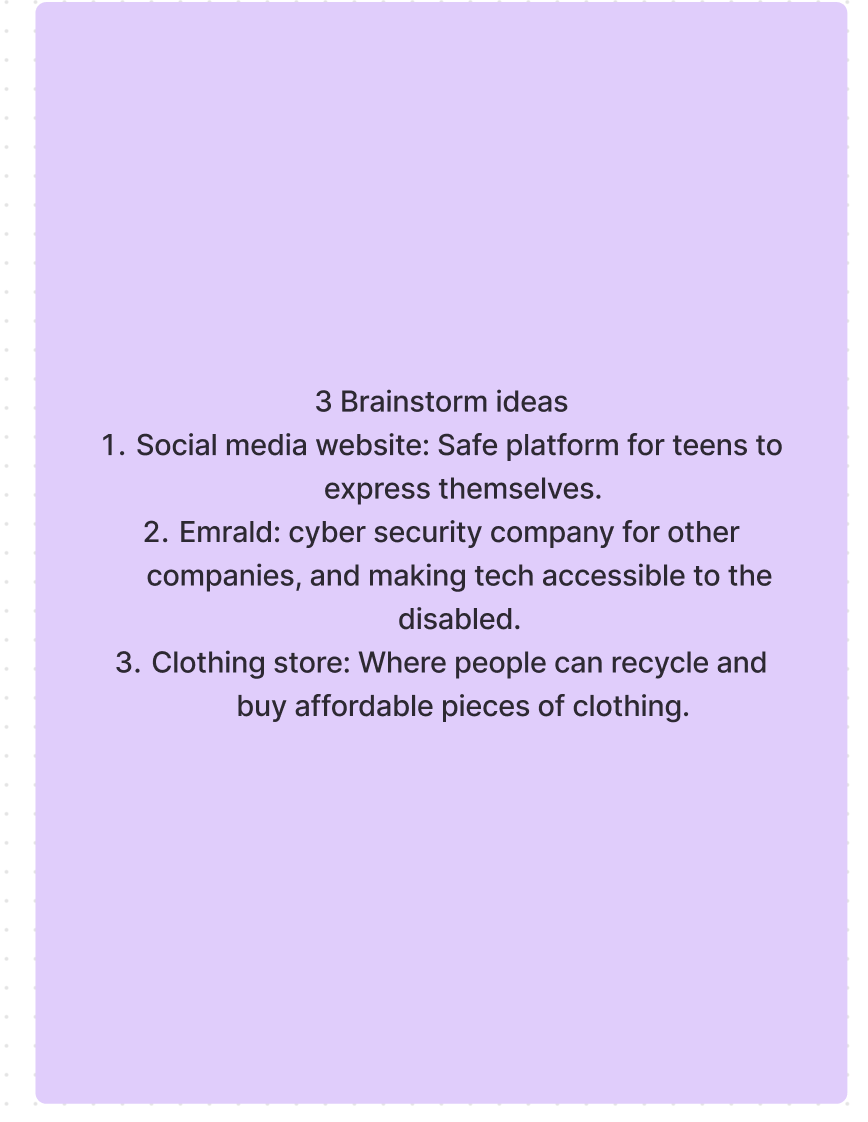 3 Brainstorm ideas
1. Social media website: Safe platform for teens to
express themselves.
2. Emrald: cyber security company for other
companies, and making tech accessible to the
disabled.
3. Clothing store: Where people can recycle and
buy affordable pieces of clothing.